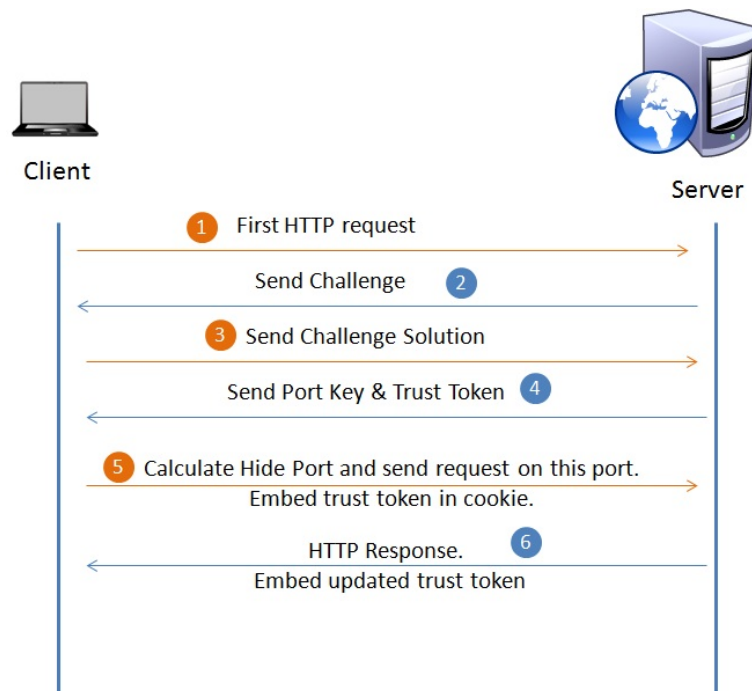 Client
Server
1 First HTTP request
Send Challenge 2
3 Send Challenge Solution
Send Port Key & Trust Token 4
5 Calculate Hide Port and send request on this port.
Embed trust token in cookie.
HTTP Response. 6
Embed updated trust token